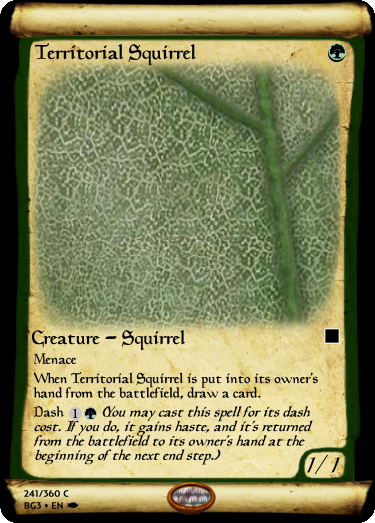 Territorial Squirrel
Creature – Squirrel
Menace
When Territorial Squirrel is put into its owner's
hand from the battlefield, draw a card.
Dash 1 (You may cast this spell for its dash
cost. If you do, it gains haste, and it's returned
from the battlefield to its owner's hand at the
beginning of the next end step.)
1/1
241/360 C
BG3 • EN